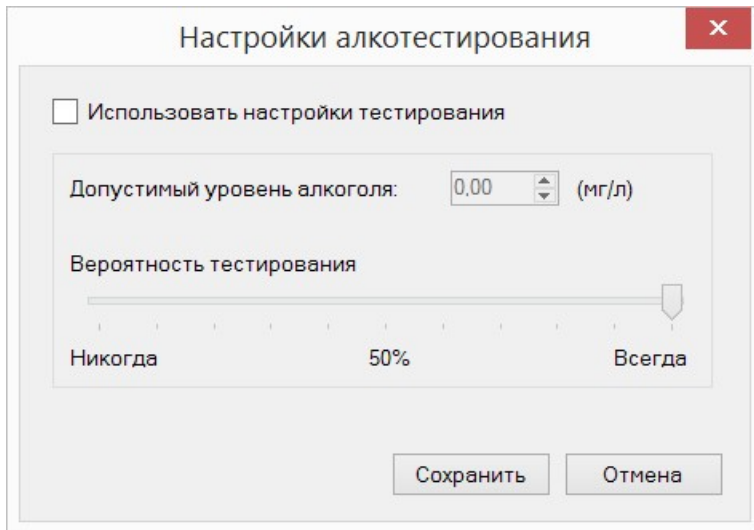 Настройки алкотестирования
Использовать настройки тестирования
Допустимый уровень алкоголя: 0,00 (мг/л)
Вероятность тестирования
Никогда 50% Всегда
Сохранить Отмена